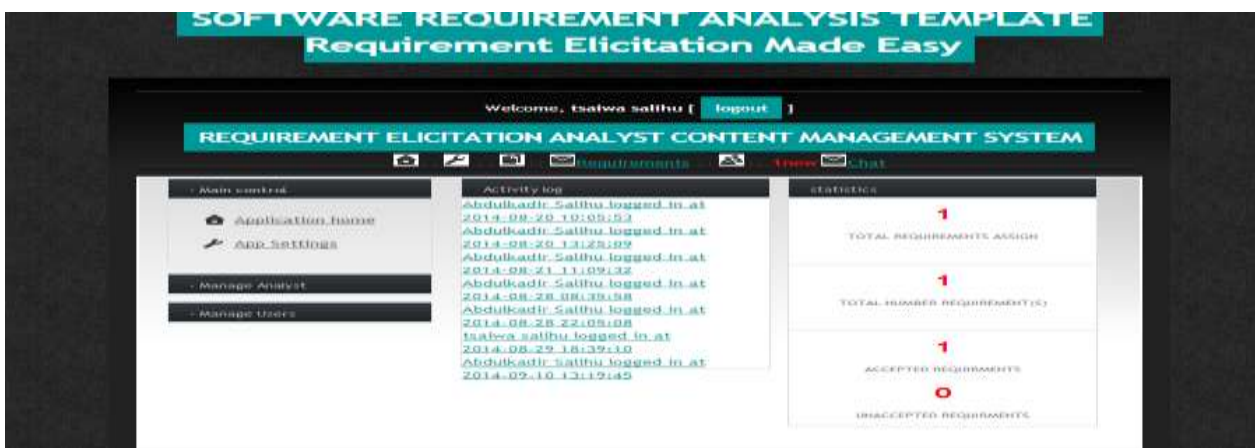 SOFTWARE REQUIREMENT ANALYSIS TEMPLATE
Requirement Elicitation Made Easy
Welcome, tsaiwa salihu [ logout ]
REQUIREMENT ELICITATION ANALYST CONTENT MANAGEMENT SYSTEM
Requirements 1new Chat
- Main control
Application home
App Settings
- Manage Analyst
- Manage Users
Activity log
Abdulkadir Salihu logged in at
2014-08-20 10:05:53
Abdulkadir Salihu logged in at
2014-08-20 13:25:09
Abdulkadir Salihu logged in at
2014-08-21 11:09:32
Abdulkadir Salihu logged in at
2014-08-28 08:39:58
Abdulkadir Salihu logged in at
2014-08-28 22:05:08
tsaiwa salihu logged in at
2014-08-29 18:39:10
Abdulkadir Salihu logged in at
2014-09-10 13:19:45
statistics
1
TOTAL REQUIREMENTS ASSIGN
1
TOTAL NUMBER REQUIREMENT(S)
1
ACCEPTED REQUIRMENTS
0
UNACCEPTED REQUIRMENTS